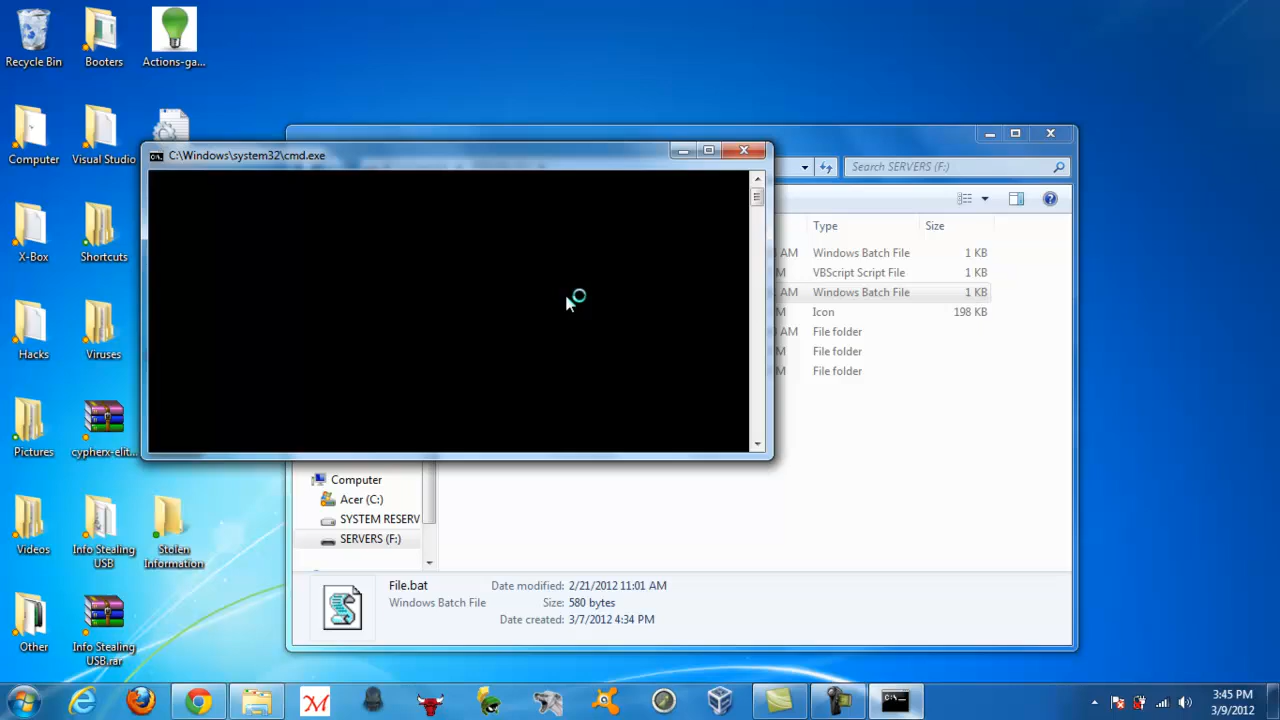 Recycle Bin
Booters
Actions-ga...
Computer
Visual Studio
X-Box
Shortcuts
Hacks
Viruses
Pictures
cypherx-elit...
Videos
Info Stealing
USB
Stolen
Information
Other
Info Stealing
USB.rar
C:\Windows\system32\cmd.exe
Search SERVERS (F:)
Type
Size
AM
Windows Batch File
1 KB
M
VBScript Script File
1 KB
AM
Windows Batch File
1 KB
M
Icon
198 KB
AM
File folder
M
File folder
M
File folder
Computer
Acer (C:)
SYSTEM RESERV
SERVERS (F:)
File.bat
Date modified: 2/21/2012 11:01 AM
Windows Batch File
Size: 580 bytes
Date created: 3/7/2012 4:34 PM
3:45 PM
3/9/2012